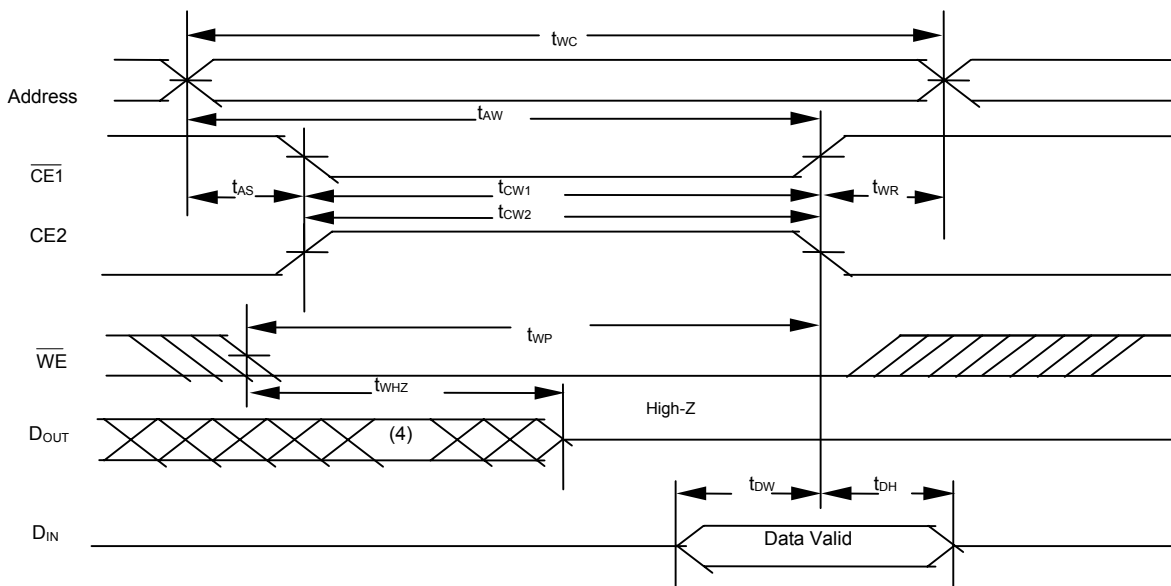 tWC
Address
tAW
CE1
tAS
tCW1
tWR
tCW2
CE2
tWP
WE
tWHZ
High-Z
DOUT
(4)
tDW
tDH
DIN
Data Valid